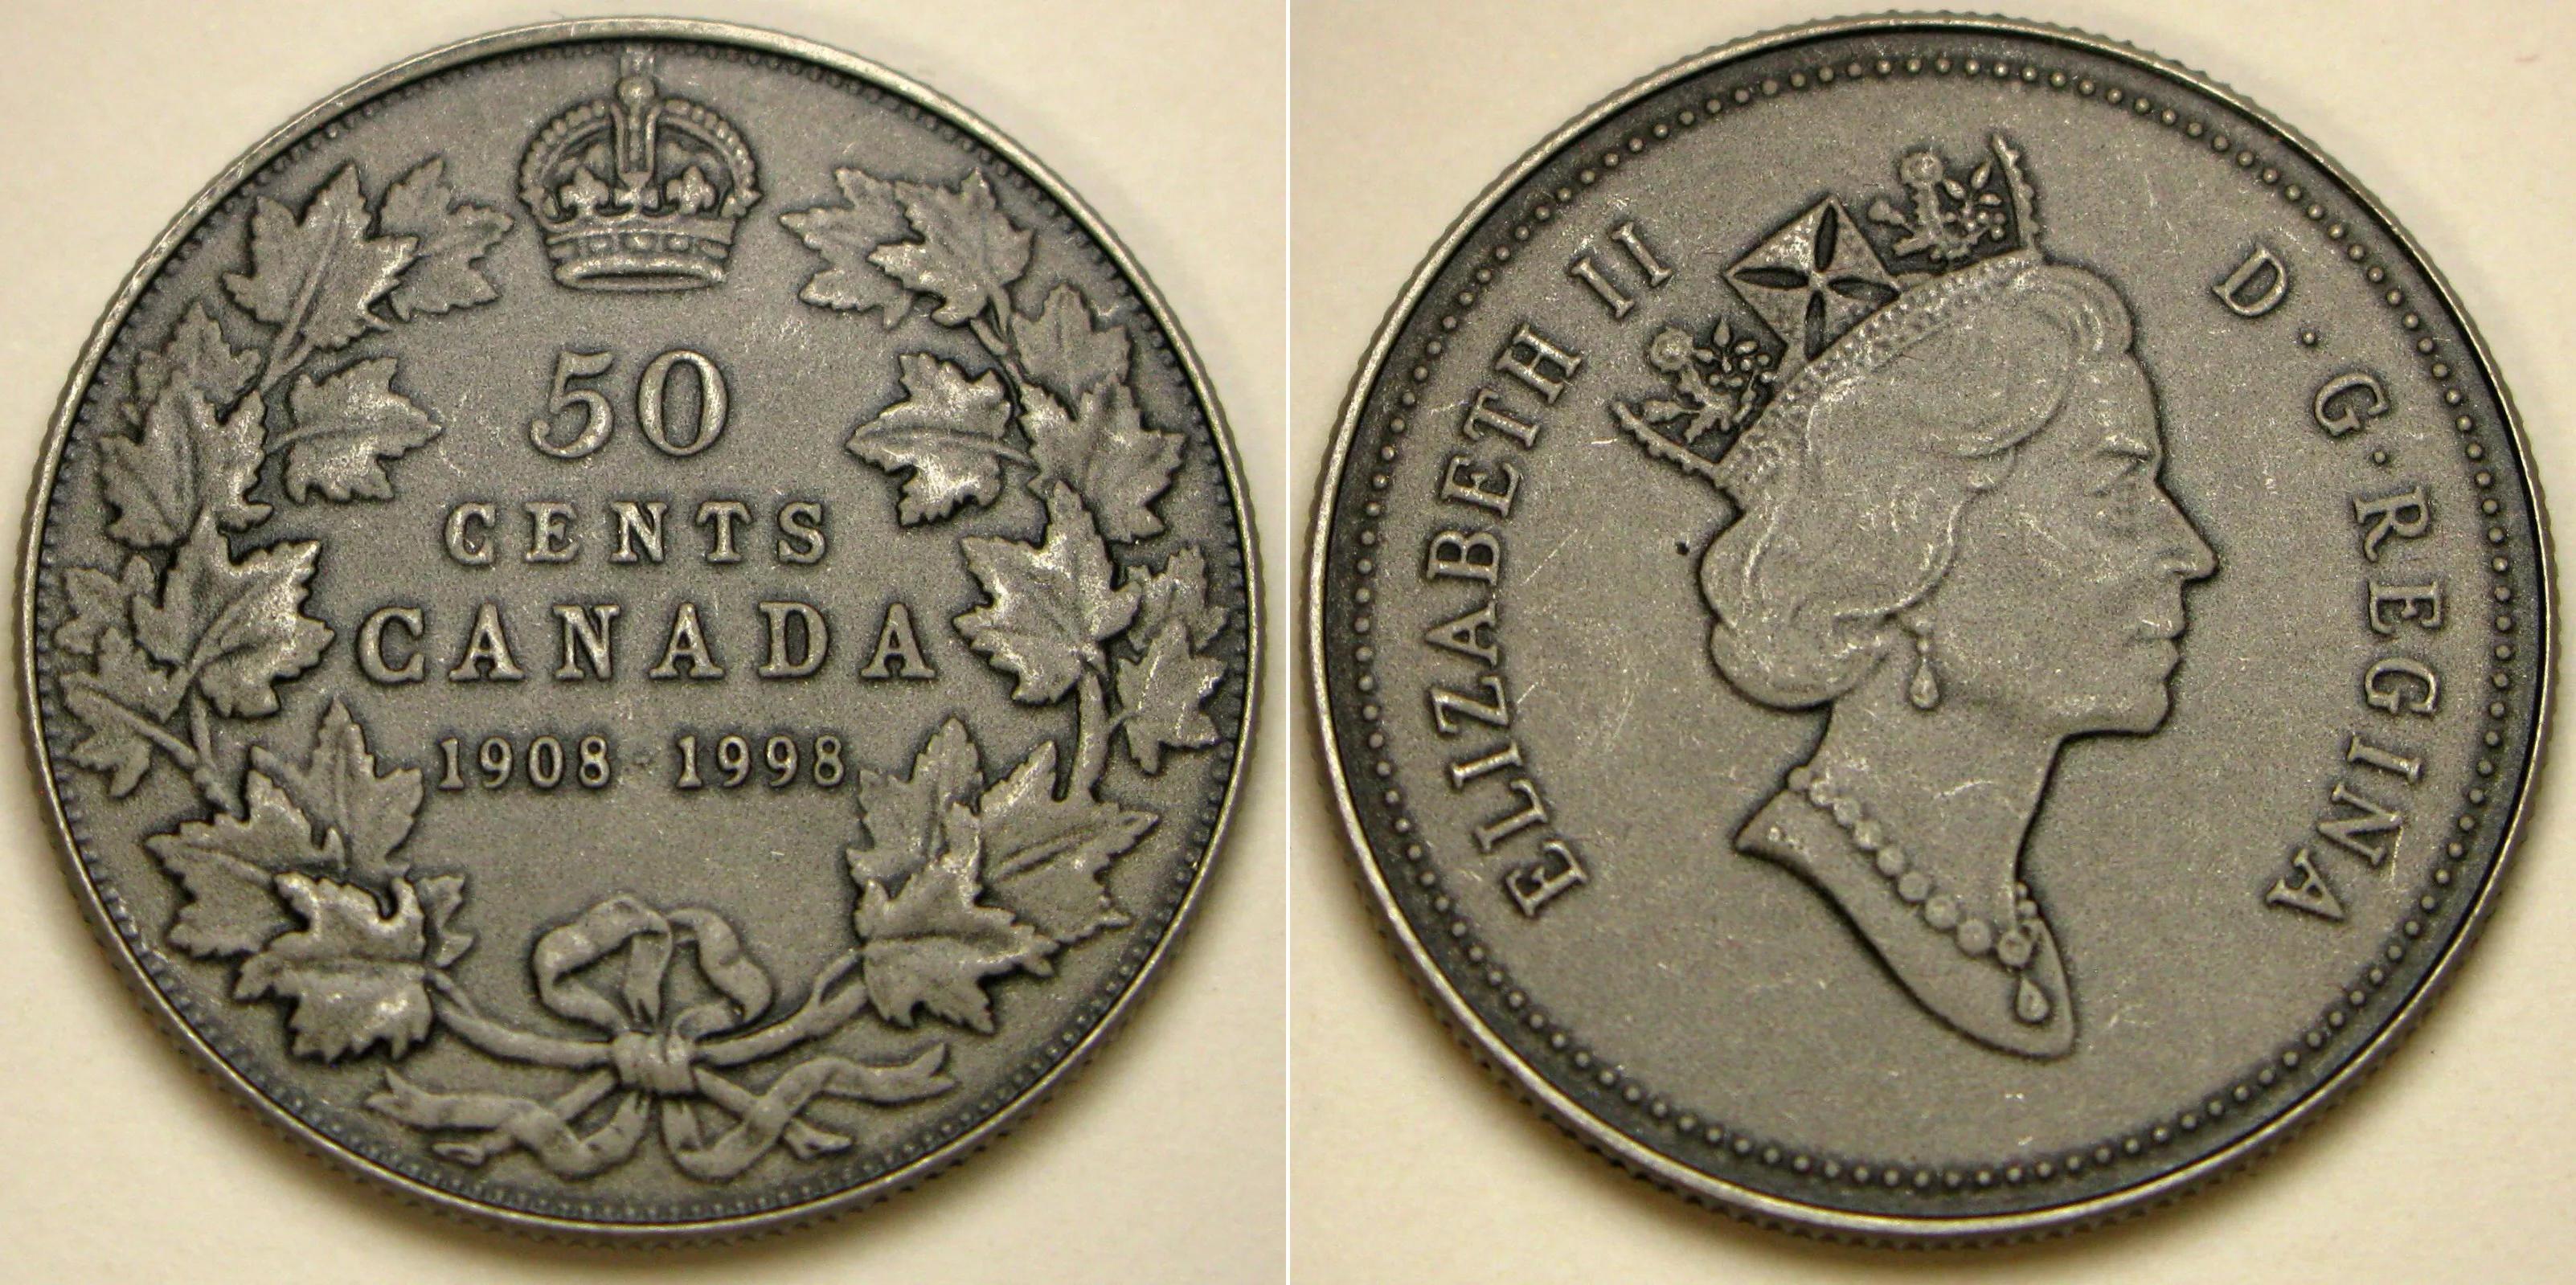 50
CENTS
CANADA
1908 1998
ELIZABETH II D·G·REGINA